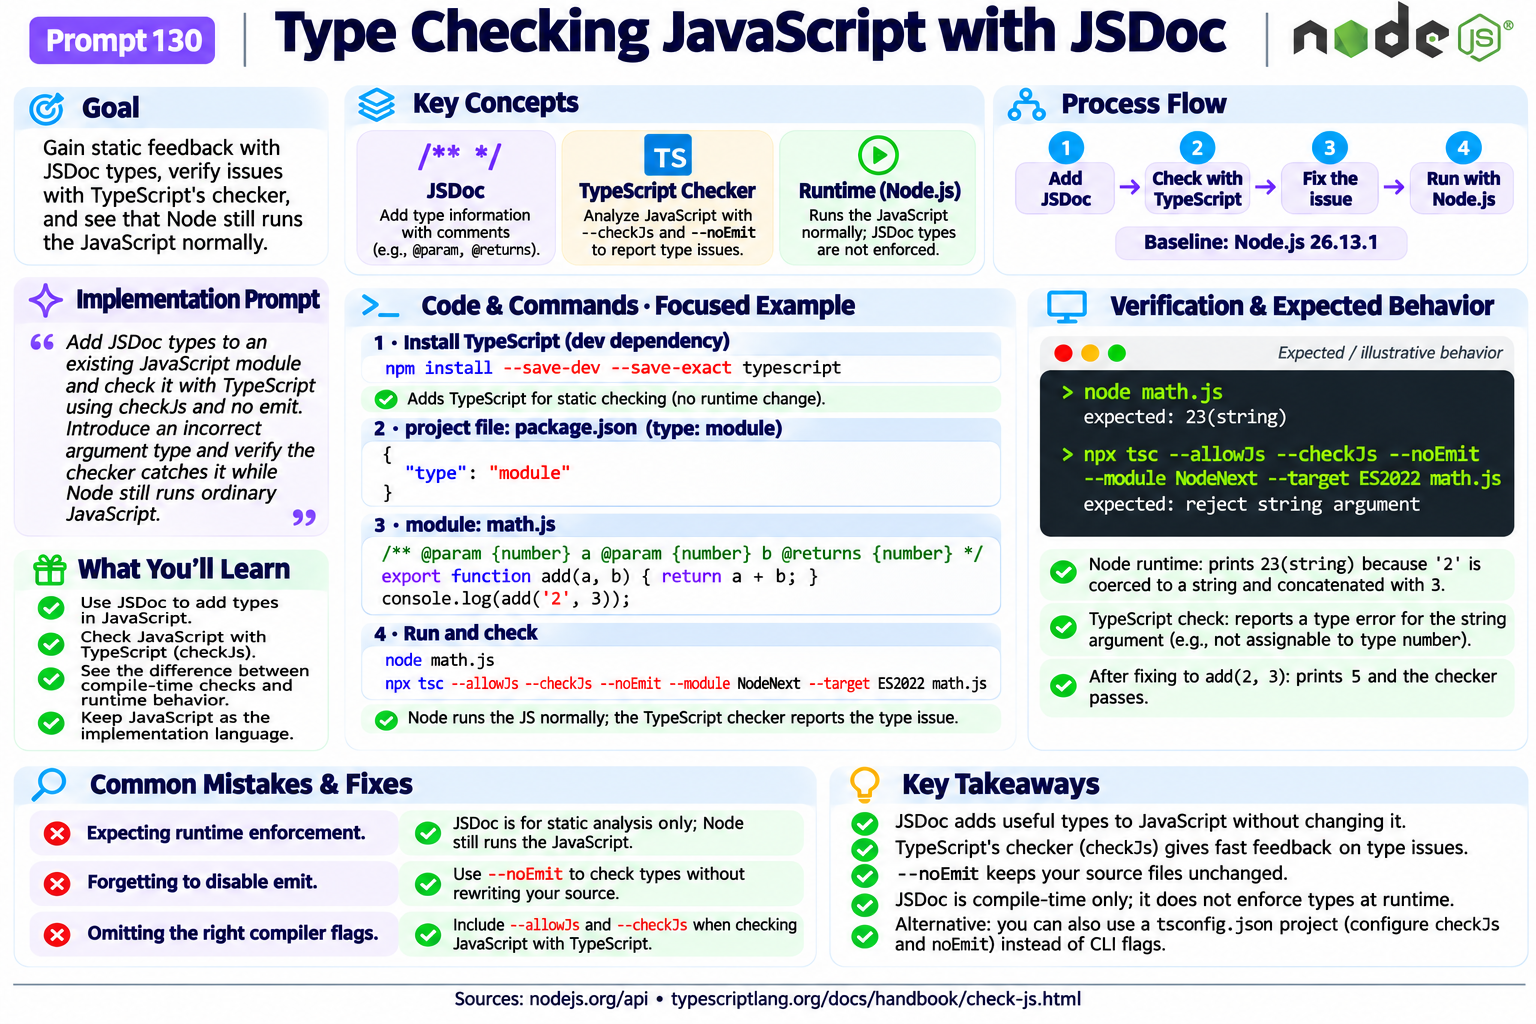 Prompt 130
Type Checking JavaScript with JSDoc
node
JS
®
Goal
Gain static feedback with
JSDoc types, verify issues
with TypeScript's checker,
and see that Node still runs
the JavaScript normally.
Key Concepts
/** */
JSDoc
Add type information
with comments
(e.g., @param, @returns).
TS
TypeScript Checker
Analyze JavaScript with
--checkJs and --noEmit
to report type issues.
Runtime (Node.js)
Runs the JavaScript
normally; JSDoc types
are not enforced.
Process Flow
1
Add
JSDoc
2
Check with
TypeScript
3
Fix the
issue
4
Run with
Node.js
Baseline: Node.js 26.13.1
Implementation Prompt
“ Add JSDoc types to an
existing JavaScript module
and check it with TypeScript
using checkJs and no emit.
Introduce an incorrect
argument type and verify the
checker catches it while
Node still runs ordinary
JavaScript. ”
What You’ll Learn
Use JSDoc to add types
in JavaScript.
Check JavaScript with
TypeScript (checkJs).
See the difference between
compile-time checks and
runtime behavior.
Keep JavaScript as the
implementation language.
Code & Commands · Focused Example
1 · Install TypeScript (dev dependency)
npm install --save-dev --save-exact typescript
Adds TypeScript for static checking (no runtime change).
2 · project file: package.json (type: module)
{
"type": "module"
}
3 · module: math.js
/** @param {number} a @param {number} b @returns {number} */
export function add(a, b) { return a + b; }
console.log(add('2', 3));
4 · Run and check
node math.js
npx tsc --allowJs --checkJs --noEmit --module NodeNext --target ES2022 math.js
Node runs the JS normally; the TypeScript checker reports the type issue.
Verification & Expected Behavior
Expected / illustrative behavior
> node math.js
expected: 23(string)
> npx tsc --allowJs --checkJs --noEmit
--module NodeNext --target ES2022 math.js
expected: reject string argument
Node runtime: prints 23(string) because '2' is
coerced to a string and concatenated with 3.
TypeScript check: reports a type error for the string
argument (e.g., not assignable to type number).
After fixing to add(2, 3): prints 5 and the checker
passes.
Common Mistakes & Fixes
Expecting runtime enforcement.
JSDoc is for static analysis only; Node
still runs the JavaScript.
Forgetting to disable emit.
Use --noEmit to check types without
rewriting your source.
Omitting the right compiler flags.
Include --allowJs and --checkJs when checking
JavaScript with TypeScript.
Key Takeaways
JSDoc adds useful types to JavaScript without changing it.
TypeScript's checker (checkJs) gives fast feedback on type issues.
--noEmit keeps your source files unchanged.
JSDoc is compile-time only; it does not enforce types at runtime.
Alternative: you can also use a tsconfig.json project (configure checkJs
and noEmit) instead of CLI flags.
Sources: nodejs.org/api • typescriptlang.org/docs/handbook/check-js.html